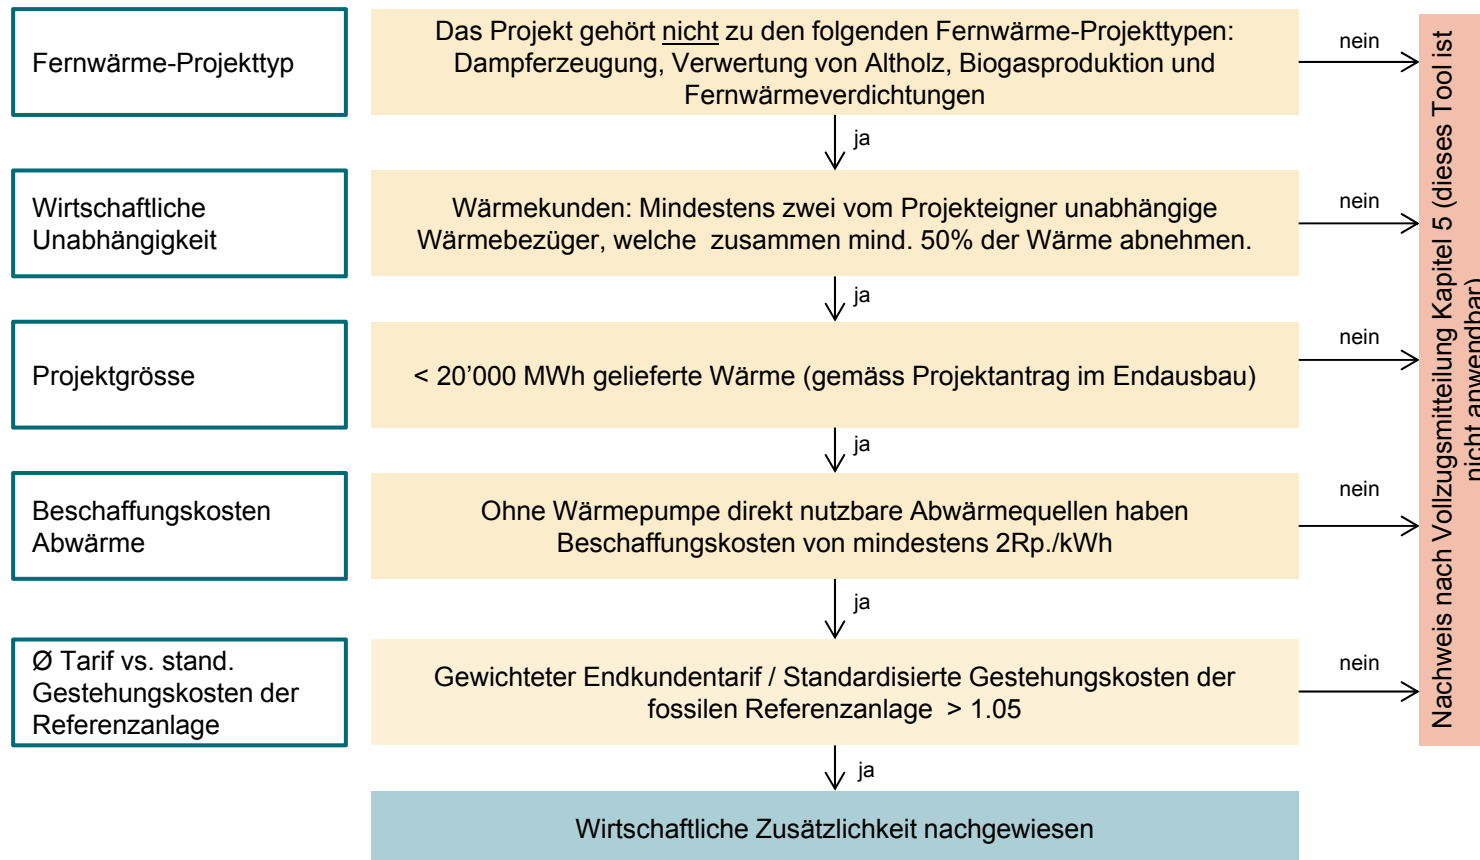 Fernwärme-Projekttyp
Das Projekt gehört nicht zu den folgenden Fernwärme-Projekttypen:
Dampferzeugung, Verwertung von Altholz, Biogasproduktion und
Fernwärmeverdichtungen
nein
ja
Wirtschaftliche
Unabhängigkeit
Wärmekunden: Mindestens zwei vom Projekteigner unabhängige
Wärmebezüger, welche zusammen mind. 50% der Wärme abnehmen.
nein
ja
Projektgrösse
< 20’000 MWh gelieferte Wärme (gemäss Projektantrag im Endausbau)
nein
ja
Beschaffungskosten
Abwärme
Ohne Wärmepumpe direkt nutzbare Abwärmequellen haben
Beschaffungskosten von mindestens 2Rp./kWh
nein
ja
Ø Tarif vs. stand.
Gestehungskosten der
Referenzanlage
Gewichteter Endkundentarif / Standardisierte Gestehungskosten der
fossilen Referenzanlage > 1.05
nein
ja
Wirtschaftliche Zusätzlichkeit nachgewiesen
Nachweis nach Vollzugsmitteilung Kapitel 5 (dieses Tool ist
nicht anwendbar)